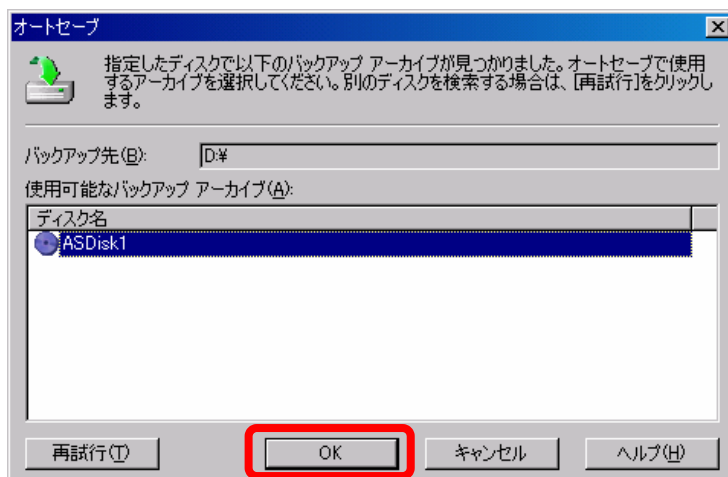 オートセーブ
指定したディスクで以下のバックアップ アーカイブが見つかりました。オートセーブで使用
するアーカイブを選択してください。別のディスクを検索する場合は、[再試行]をクリックし
ます。
バックアップ先(B): D:¥
使用可能なバックアップ アーカイブ(A):
ディスク名
ASDisk1
再試行(T) OK キャンセル ヘルプ(H)